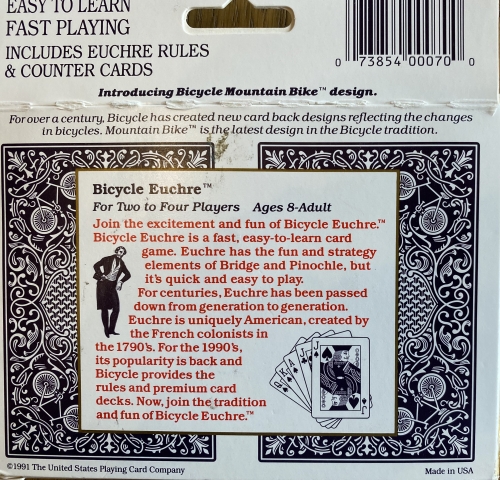 EASY TO LEARN
FAST PLAYING
INCLUDES EUCHRE RULES
& COUNTER CARDS
0 73854 00070 0
Introducing Bicycle Mountain Bike™ design.
For over a century, Bicycle has created new card back designs reflecting the changes
in bicycles. Mountain Bike™ is the latest design in the Bicycle tradition.
Bicycle Euchre™
For Two to Four Players Ages 8-Adult
Join the excitement and fun of Bicycle Euchre.™
Bicycle Euchre is a fast, easy-to-learn card
game. Euchre has the fun and strategy
elements of Bridge and Pinochle, but
it's quick and easy to play.
For centuries, Euchre has been passed
down from generation to generation.
Euchre is uniquely American, created by
the French colonists in
the 1790's. For the 1990's,
its popularity is back and
Bicycle provides the
rules and premium card
decks. Now, join the tradition
and fun of Bicycle Euchre.™
Q K A J J
©1991 The United States Playing Card Company
Made in USA